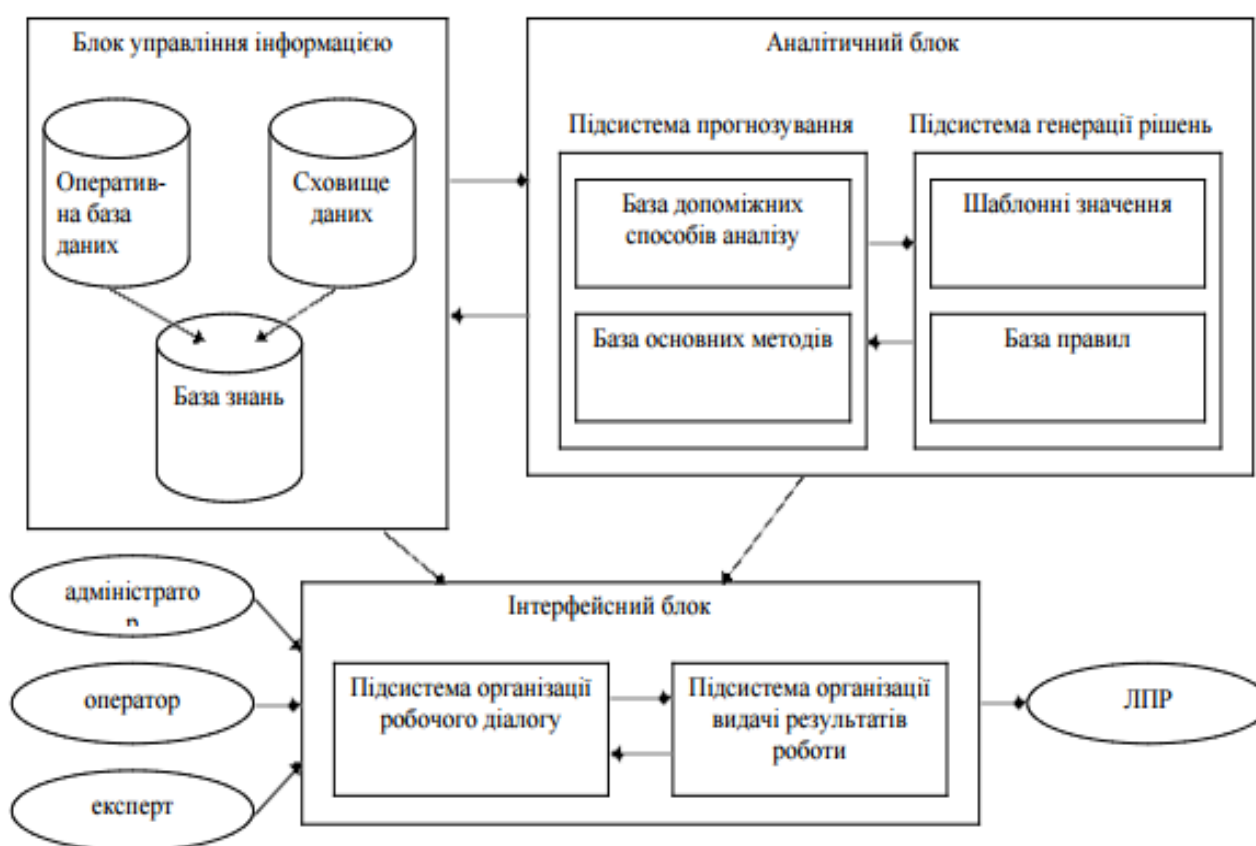 Блок управління інформацією
Аналітичний блок
Оператив-
на база
даних
Сховище
даних
База знань
Підсистема прогнозування
Підсистема генерації рішень
База допоміжних
способів аналізу
Шаблонні значення
База основних методів
База правил
адміністрато
р
оператор
експерт
Інтерфейсний блок
Підсистема організації
робочого діалогу
Підсистема організації
видачі результатів
роботи
ЛПР